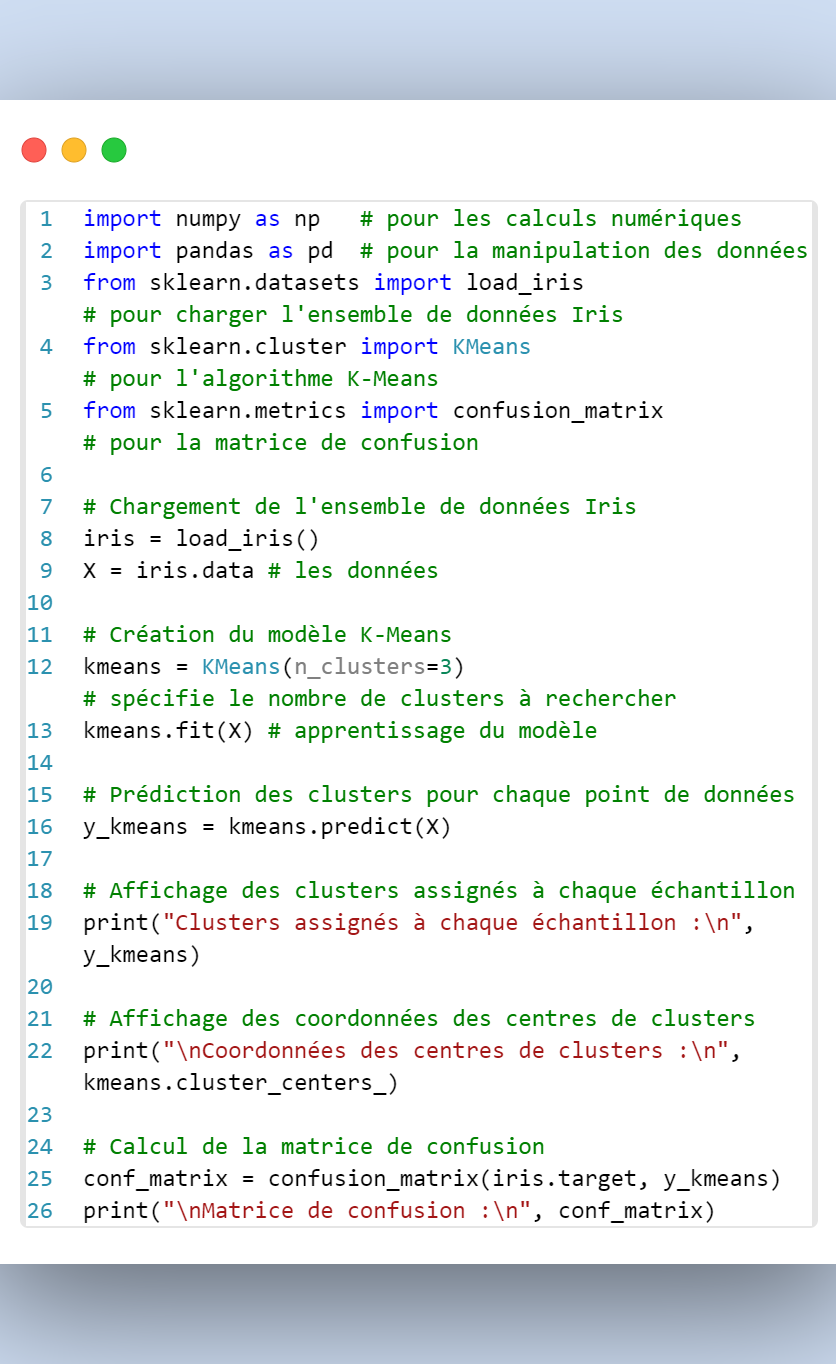 1 import numpy as np   # pour les calculs numériques
2 import pandas as pd  # pour la manipulation des données
3 from sklearn.datasets import load_iris
# pour charger l'ensemble de données Iris
4 from sklearn.cluster import KMeans
# pour l'algorithme K-Means
5 from sklearn.metrics import confusion_matrix
# pour la matrice de confusion
6
7 # Chargement de l'ensemble de données Iris
8 iris = load_iris()
9 X = iris.data # les données
10
11 # Création du modèle K-Means
12 kmeans = KMeans(n_clusters=3)
# spécifie le nombre de clusters à rechercher
13 kmeans.fit(X) # apprentissage du modèle
14
15 # Prédiction des clusters pour chaque point de données
16 y_kmeans = kmeans.predict(X)
17
18 # Affichage des clusters assignés à chaque échantillon
19 print("Clusters assignés à chaque échantillon :\n",
y_kmeans)
20
21 # Affichage des coordonnées des centres de clusters
22 print("\nCoordonnées des centres de clusters :\n",
kmeans.cluster_centers_)
23
24 # Calcul de la matrice de confusion
25 conf_matrix = confusion_matrix(iris.target, y_kmeans)
26 print("\nMatrice de confusion :\n", conf_matrix)